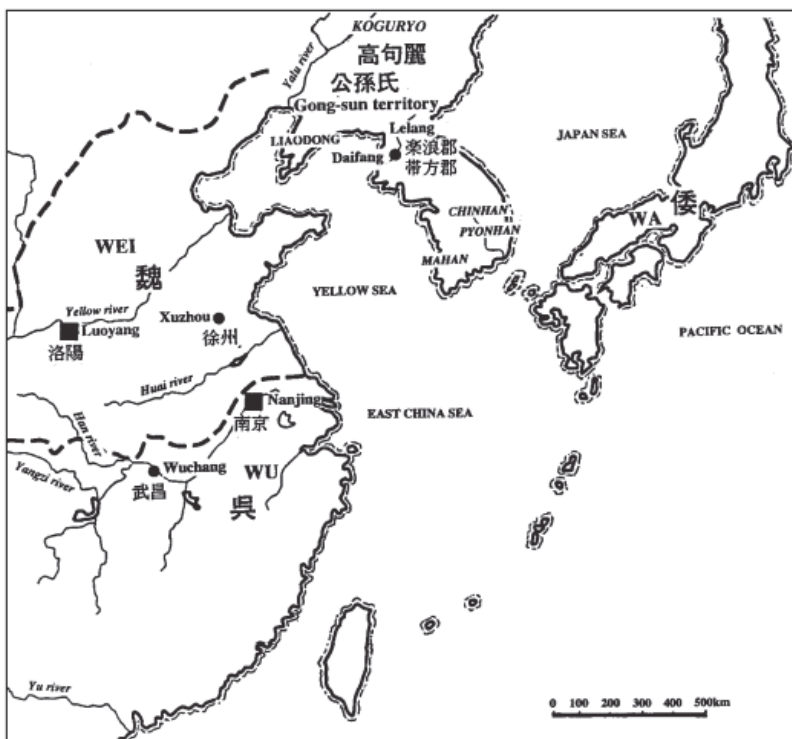 KOGURYO
高句麗
Yalu river
公孫氏
Gong-sun territory
Lelang
LIAODONG
楽浪郡
Daifang
帯方郡
JAPAN SEA
CHINHAN
倭
WA
PYONHAN
WEI
MAHAN
魏
YELLOW SEA
Yellow river
Xuzhou
Luoyang
徐州
洛陽
PACIFIC OCEAN
Huai river
Nanjing
Han river
南京
EAST CHINA SEA
Wuchang
WU
Yangzi river
武昌
呉
Yu river
0 100 200 300 400 500km